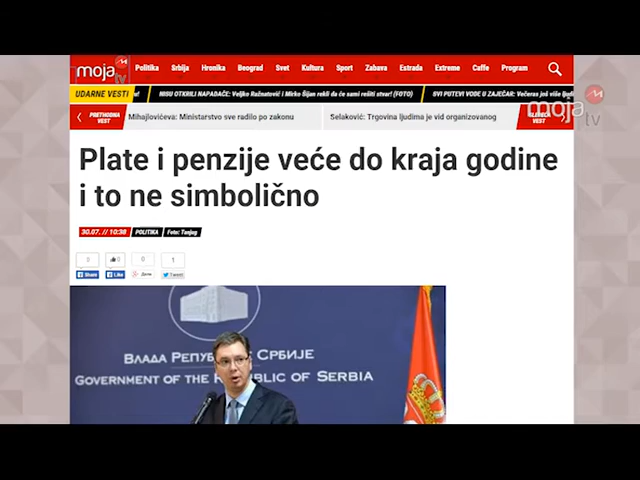 moja tv
Politika Srbija Hronika Beograd Svet Kultura Sport Zabava Estrada Extreme Caffe Program
UDARNE VESTI
NISU OTKRILI NAPADAČE: Veljko Ražnatović i Mirko Šijan rekli da će sami rešiti stvar! (FOTO)
SVI PUTEVI VODE U ZAJEČAR: Večeras još više
moja tv
PRETHODNA VEST
Mihajlovićeva: Ministarstvo sve radilo po zakonu
Selaković: Trgovina ljudima je vid organizovanog
VEST
Plate i penzije veće do kraja godine
i to ne simbolično
30.07. // 10:38 POLITIKA Foto: Tanjug
0 1
Share Like Tweet
ВЛАДА РЕПУБЛИКЕ СРБИЈЕ
GOVERNMENT OF THE REPUBLIC OF SERBIA